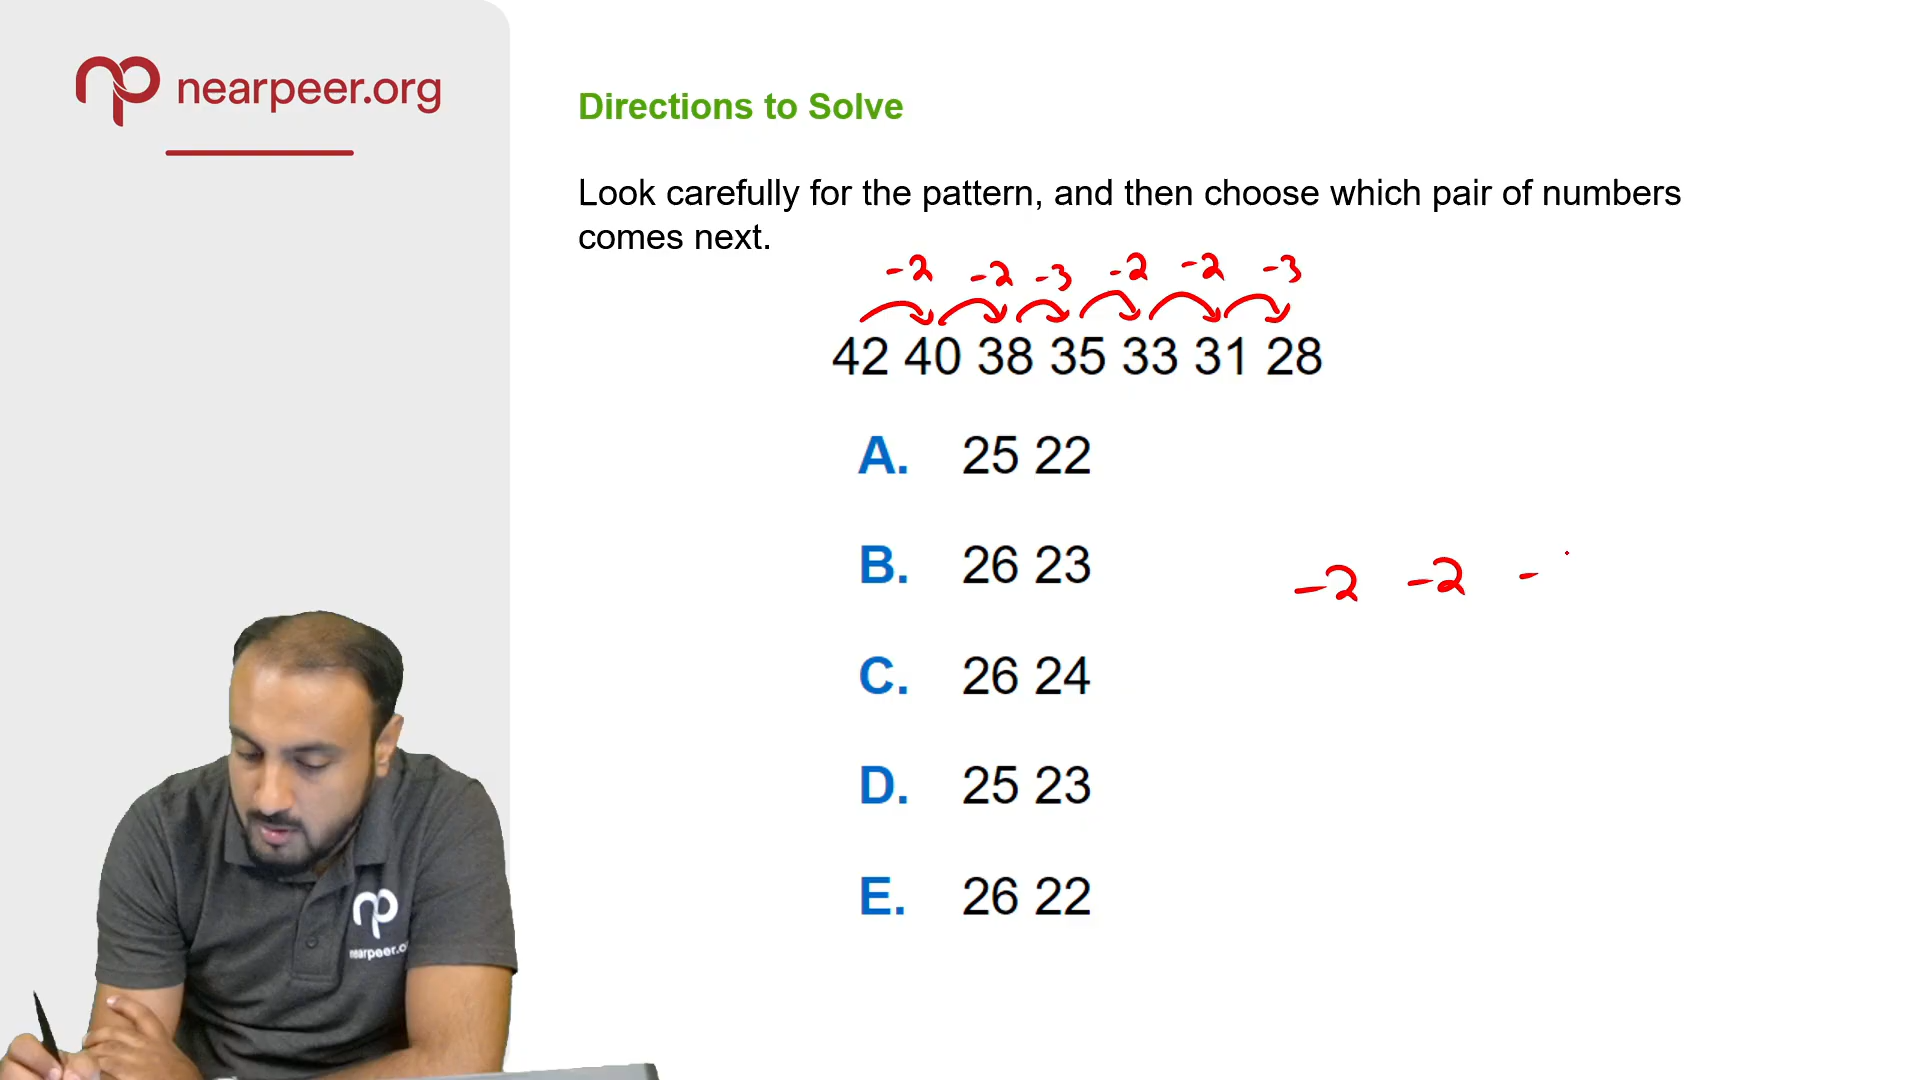 nearpeer.org
Directions to Solve
Look carefully for the pattern, and then choose which pair of numbers
comes next.
-2 -2 -3 -2 -2 -3
42 40 38 35 33 31 28
A. 25 22
B. 26 23
-2 -2 -
C. 26 24
D. 25 23
E. 26 22
nearpeer.o